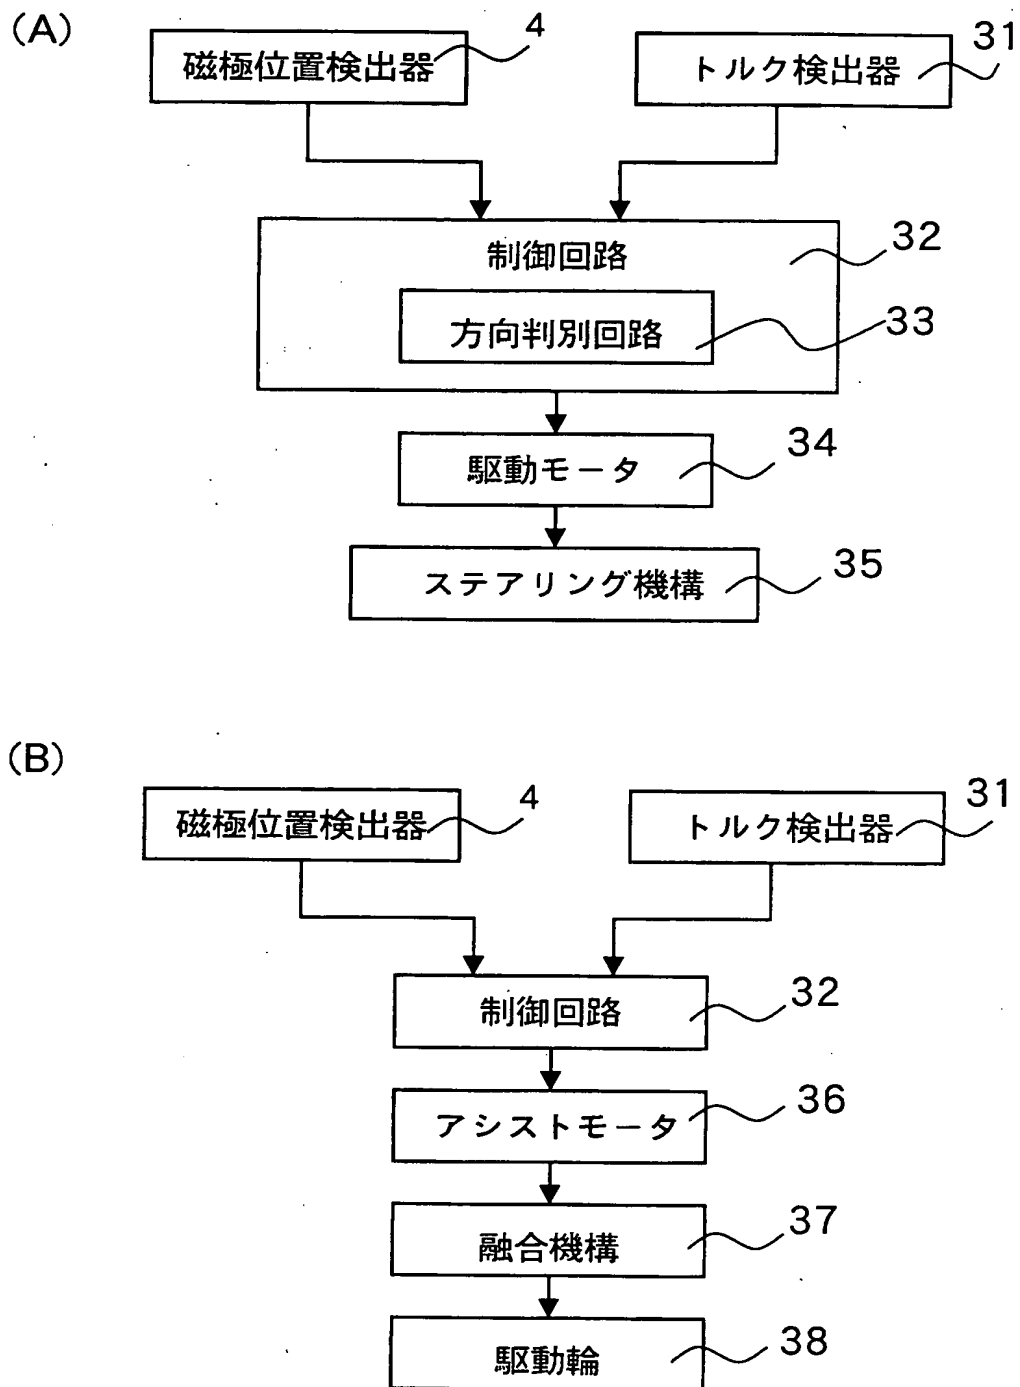 (A)
磁極位置検出器 4
トルク検出器 31
制御回路 32
方向判別回路 33
駆動モータ 34
ステアリング機構 35
(B)
磁極位置検出器 4
トルク検出器 31
制御回路 32
アシストモータ 36
融合機構 37
駆動輪 38